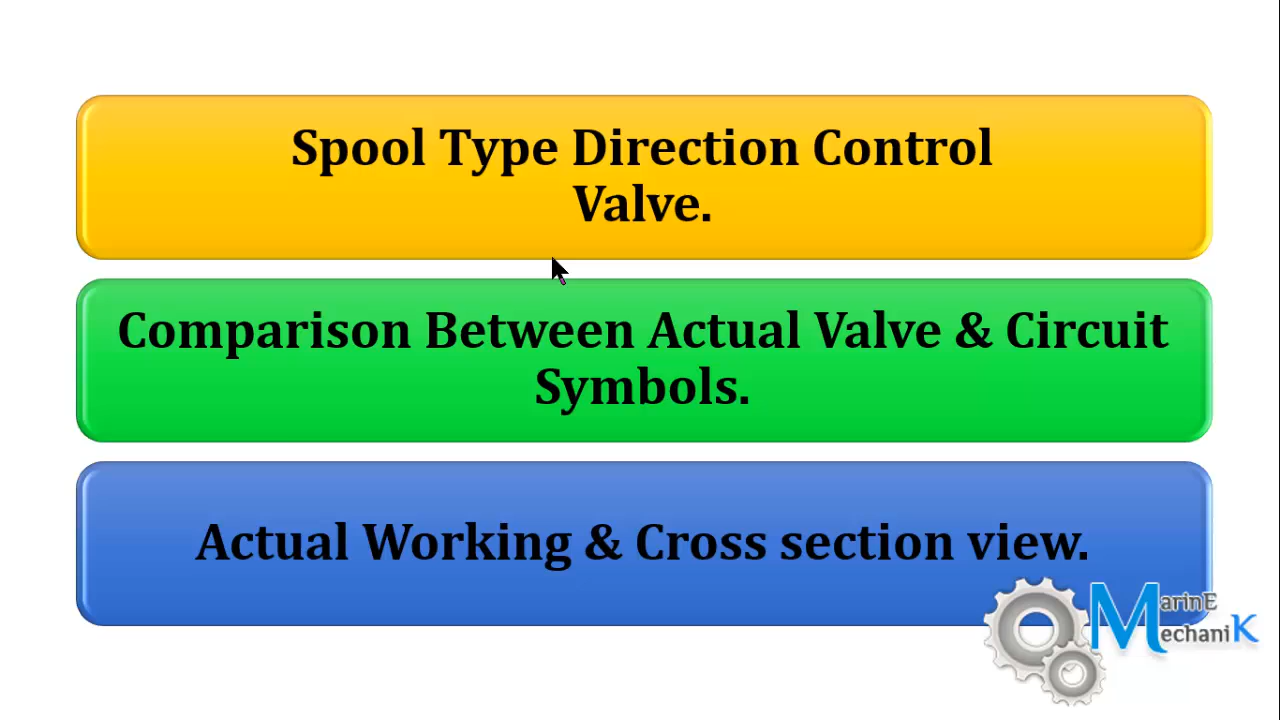 Spool Type Direction Control
Valve.
Comparison Between Actual Valve & Circuit
Symbols.
Actual Working & Cross section view.
MarinE
MechaniK